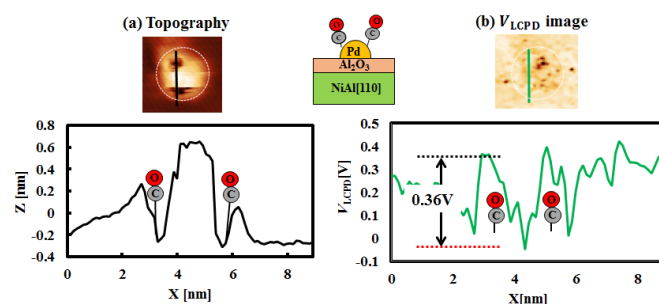 (a) Topography
O
O
C
C
Pd
Al₂O₃
NiAl[110]
(b) V_LCPD image
Z [nm]
0.8
0.6
0.4
0.2
0
-0.2
-0.4
O
C
O
C
0
2
4
6
8
X [nm]
V_LCPD[V]
0.5
0.4
0.3
0.2
0.1
0
-0.1
0.36V
O
C
O
C
0
2
4
6
8
X[nm]